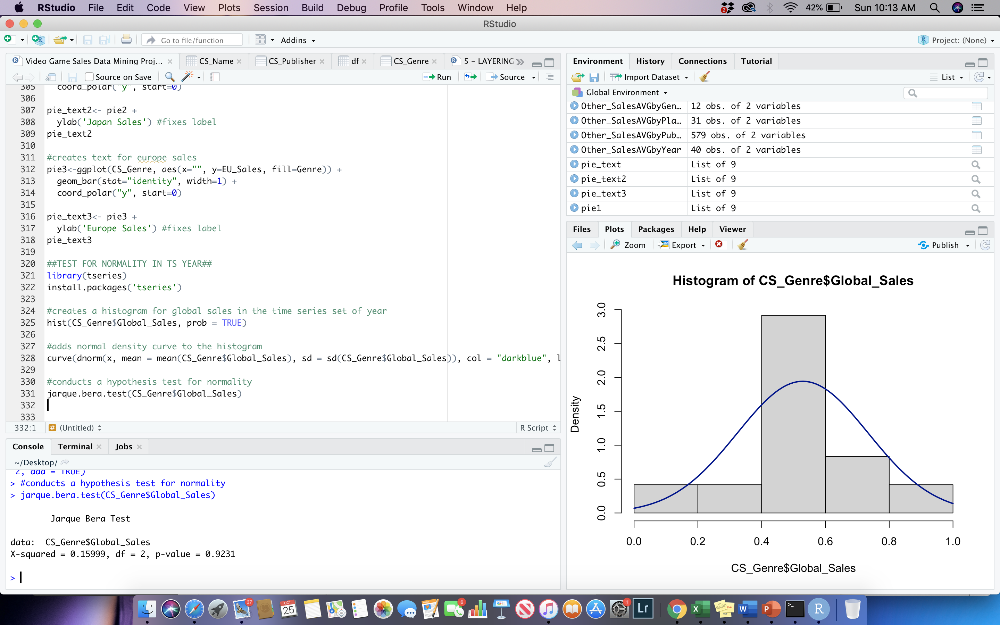 RStudio File Edit Code View Plots Session Build Debug Profile Tools Window Help 2 42% Sun 10:13 AM
RStudio
Go to file/function Addins Project: (None)
Video Game Sales Data Mining Proj... CS_Name CS_Publisher df CS_Genre 5 – LAYERING
Source on Save Run Source
305 coord_polar("y", start=0)
306
307 pie_text2<- pie2 +
308 ylab('Japan Sales') #fixes label
309 pie_text2
310
311 #creates text for europe sales
312 pie3<-ggplot(CS_Genre, aes(x="", y=EU_Sales, fill=Genre)) +
313 geom_bar(stat="identity", width=1) +
314 coord_polar("y", start=0)
315
316 pie_text3<- pie3 +
317 ylab('Europe Sales') #fixes label
318 pie_text3
319
320 ##TEST FOR NORMALITY IN TS YEAR##
321 library(tseries)
322 install.packages('tseries')
323
324 #creates a histogram for global sales in the time series set of year
325 hist(CS_Genre$Global_Sales, prob = TRUE)
326
327 #adds normal density curve to the histogram
328 curve(dnorm(x, mean = mean(CS_Genre$Global_Sales), sd = sd(CS_Genre$Global_Sales)), col = "darkblue", l
329
330 #conducts a hypothesis test for normality
331 jarque.bera.test(CS_Genre$Global_Sales)
332
333
332:1 # (Untitled) R Script
Console Terminal Jobs
~/Desktop/
2, add = TRUE)
> #conducts a hypothesis test for normality
> jarque.bera.test(CS_Genre$Global_Sales)
Jarque Bera Test
data: CS_Genre$Global_Sales
X-squared = 0.15999, df = 2, p-value = 0.9231
>
Environment History Connections Tutorial
Import Dataset List
Global Environment
Other_SalesAVGbyGen... 12 obs. of 2 variables
Other_SalesAVGbyPla... 31 obs. of 2 variables
Other_SalesAVGbyPub... 579 obs. of 2 variables
Other_SalesAVGbyYear 40 obs. of 2 variables
pie_text List of 9
pie_text2 List of 9
pie_text3 List of 9
pie1 List of 9
Files Plots Packages Help Viewer
Zoom Export Publish
Histogram of CS_Genre$Global_Sales
3.0
2.5
2.0
1.5
1.0
0.5
0.0
Density
0.0 0.2 0.4 0.6 0.8 1.0
CS_Genre$Global_Sales
37 OCT 25 6 1 Lr X W P >_ R